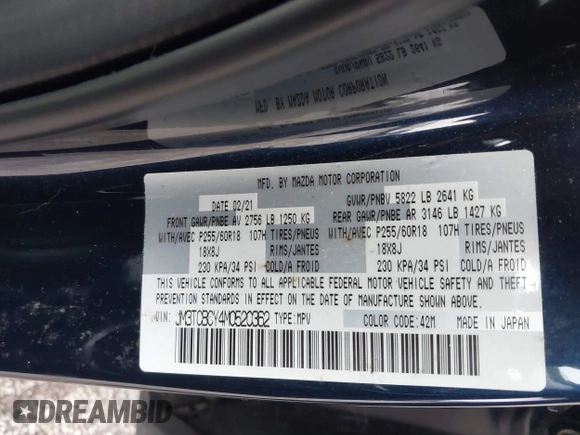 MFD. BY MAZDA MOTOR CORPORATION
DATE 02/21 GVWR/PNBV 5822 LB 2641 KG
FRONT GAWR/PNBE AV 2756 LB 1250 KG REAR GAWR/PNBE AR 3146 LB 1427 KG
WITH/AVEC P255/60R18 107H TIRES/PNEUS WITH/AVEC P255/60R18 107H TIRES/PNEUS
18X8J RIMS/JANTES 18X8J RIMS/JANTES
230 KPA/34 PSI COLD/A FROID 230 KPA/34 PSI COLD/A FROID
THIS VEHICLE CONFORMS TO ALL APPLICABLE FEDERAL MOTOR VEHICLE SAFETY AND THEFT
PREVENTION STANDARDS IN EFFECT ON THE DATE OF MANUFACTURE SHOWN ABOVE.
VIN: JM3TCBCY4M0520362 TYPE:MPV COLOR CODE:42M MADE IN JAPAN
DREAMBID